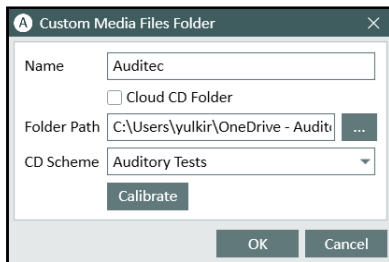 A Custom Media Files Folder
Name Auditec
Cloud CD Folder
Folder Path C:\Users\yulkir\OneDrive - Audit ...
CD Scheme Auditory Tests
Calibrate
OK Cancel